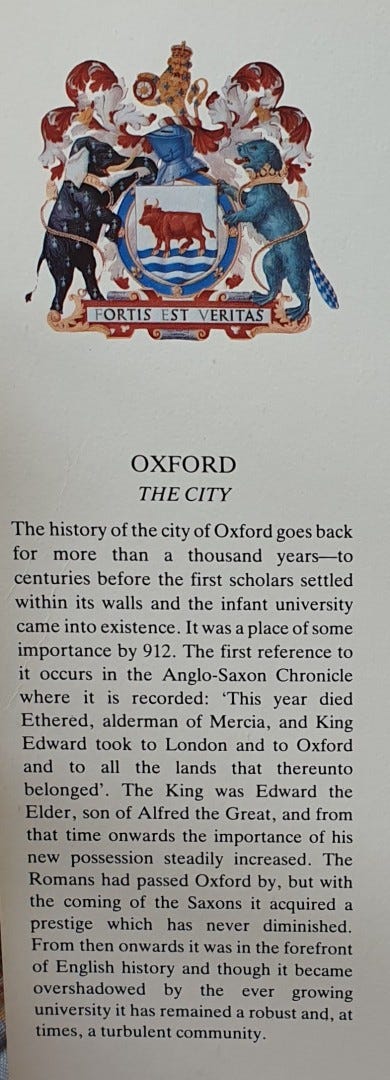 FORTIS EST VERITAS
OXFORD
THE CITY
The history of the city of Oxford goes back
for more than a thousand years—to
centuries before the first scholars settled
within its walls and the infant university
came into existence. It was a place of some
importance by 912. The first reference to
it occurs in the Anglo-Saxon Chronicle
where it is recorded: ‘This year died
Ethered, alderman of Mercia, and King
Edward took to London and to Oxford
and to all the lands that thereunto
belonged’. The King was Edward the
Elder, son of Alfred the Great, and from
that time onwards the importance of his
new possession steadily increased. The
Romans had passed Oxford by, but with
the coming of the Saxons it acquired a
prestige which has never diminished.
From then onwards it was in the forefront
of English history and though it became
overshadowed by the ever growing
university it has remained a robust and, at
times, a turbulent community.